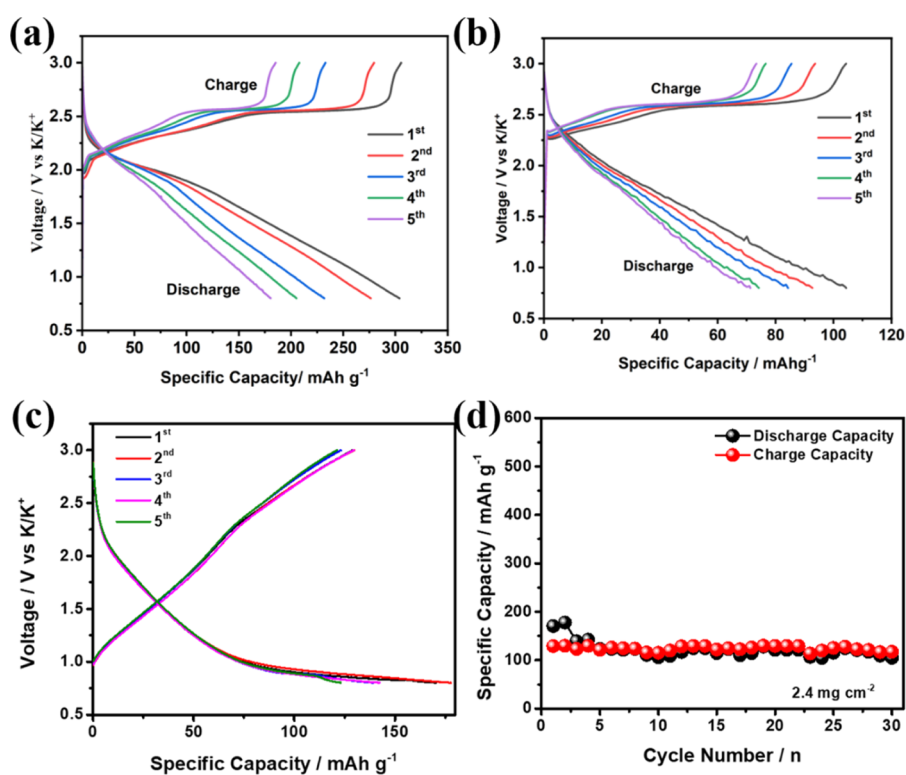 (a)
Voltage / V vs K/K+
3.0
2.5
2.0
1.5
1.0
0.5
0
50
100
150
200
250
300
350
Specific Capacity/ mAh g-1
Charge
Discharge
1st
2nd
3rd
4th
5th
(b)
Voltage / V vs K/K+
3.0
2.5
2.0
1.5
1.0
0.5
0
20
40
60
80
100
120
Specific Capacity / mAhg-1
Charge
Discharge
1st
2nd
3rd
4th
5th
(c)
Voltage / V vs K/K+
3.0
2.5
2.0
1.5
1.0
0.5
0
50
100
150
Specific Capacity / mAh g-1
1st
2nd
3rd
4th
5th
(d)
Specific Capacity / mAh g-1
600
500
400
300
200
100
0
0
5
10
15
20
25
30
Cycle Number / n
Discharge Capacity
Charge Capacity
2.4 mg cm-2